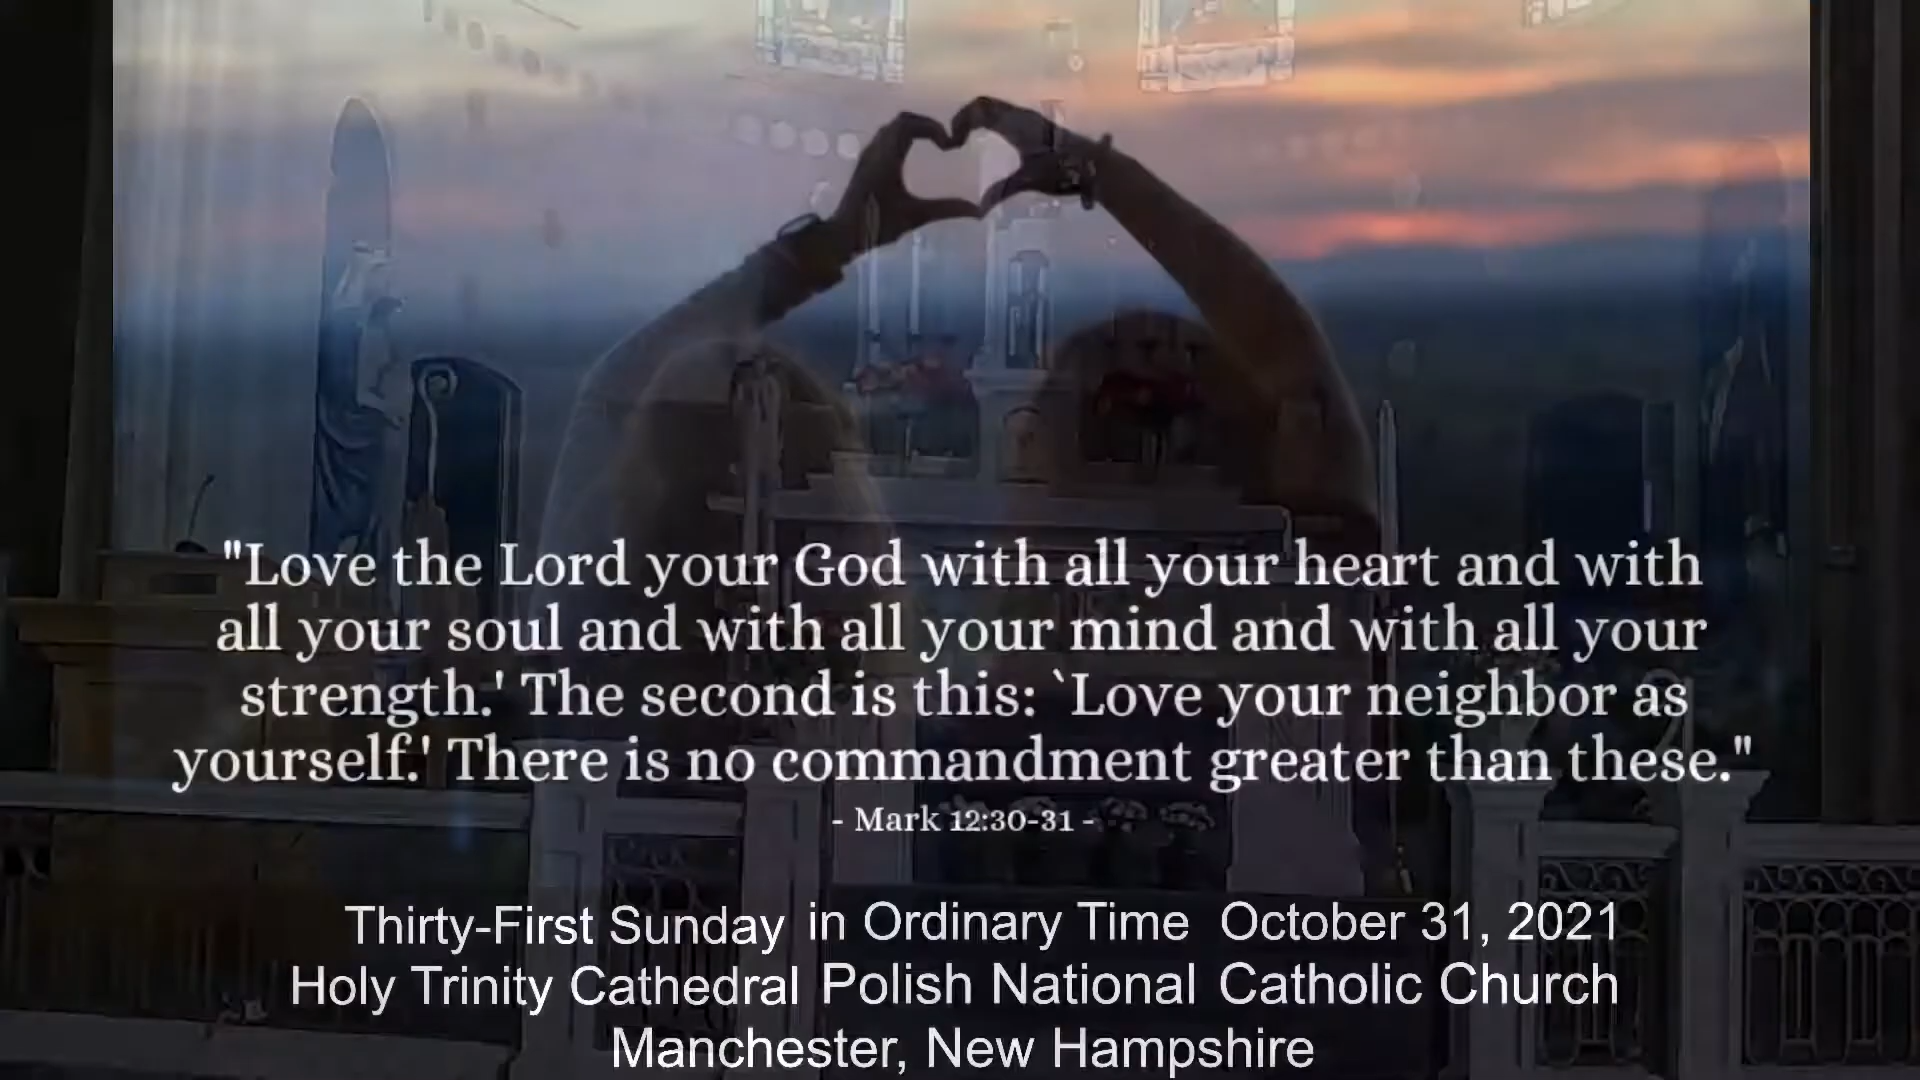 "Love the Lord your God with all your heart and with
all your soul and with all your mind and with all your
strength.' The second is this: `Love your neighbor as
yourself.' There is no commandment greater than these."
- Mark 12:30-31 -
Thirty-First Sunday in Ordinary Time October 31, 2021
Holy Trinity Cathedral Polish National Catholic Church
Manchester, New Hampshire